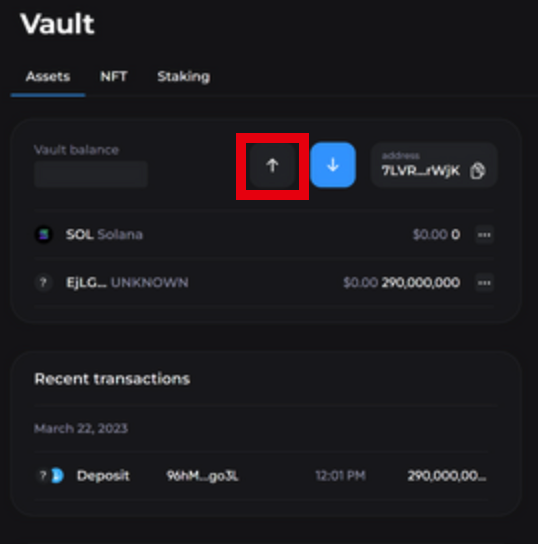 Vault
Assets NFT Staking
Vault balance
address
7LVR...rWjK
SOL Solana $0.00 0
? EjLG... UNKNOWN $0.00 290,000,000
Recent transactions
March 22, 2023
? Deposit 96hM...go3L 12:01 PM 290,000,00...